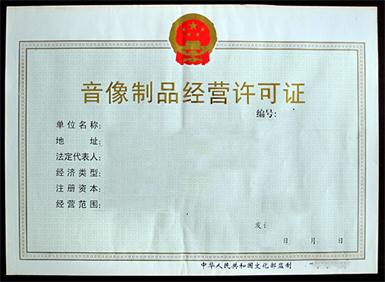 音像制品经营许可证
编号:
单位名称:
地　　址:
法定代表人:
经济类型:
注册资本:
经营范围:
发:
日　月　日
中华人民共和国文化部监制